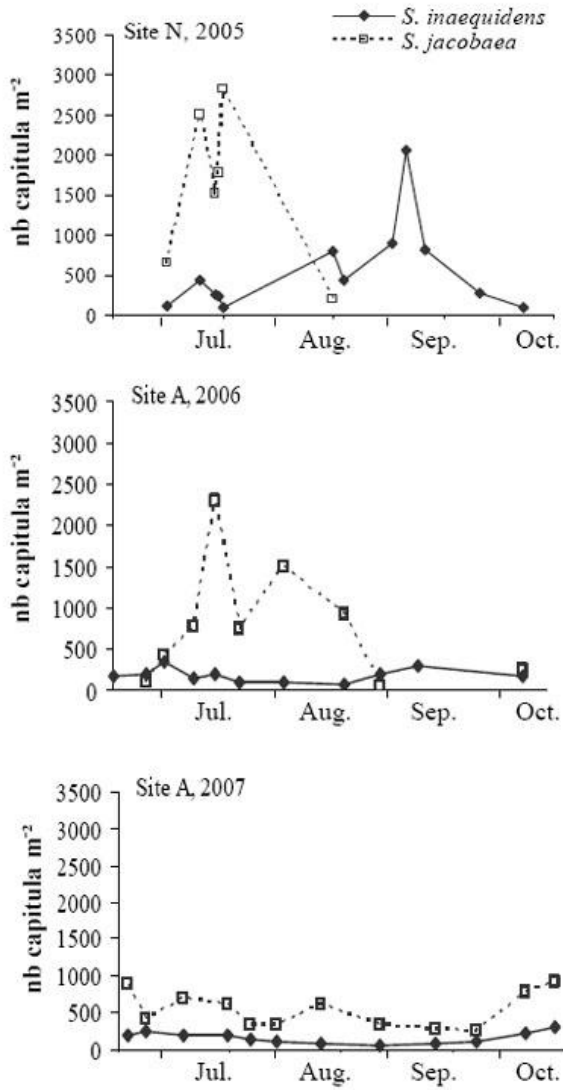 S. inaequidens
S. jacobaea
Site N, 2005
nb capitula m⁻²
3500
3000
2500
2000
1500
1000
500
0
Jul. Aug. Sep. Oct.
Site A, 2006
nb capitula m⁻²
3500
3000
2500
2000
1500
1000
500
0
Jul. Aug. Sep. Oct.
Site A, 2007
nb capitula m⁻²
3500
3000
2500
2000
1500
1000
500
0
Jul. Aug. Sep. Oct.